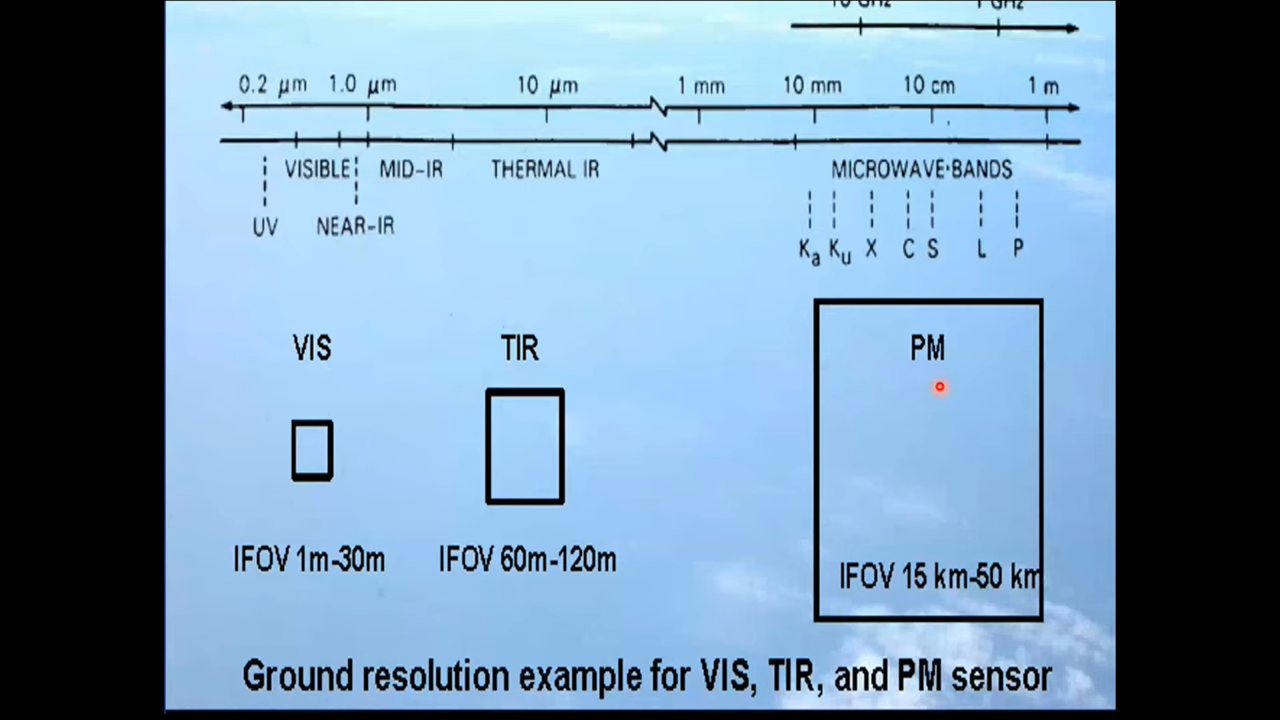 0.2 µm 1.0 µm 10 µm 1 mm 10 mm 10 cm 1 m
VISIBLE MID-IR THERMAL IR MICROWAVE·BANDS
UV NEAR-IR
Ka Ku X C S L P
VIS TIR PM
IFOV 1m-30m IFOV 60m-120m IFOV 15 km-50 km
Ground resolution example for VIS, TIR, and PM sensor